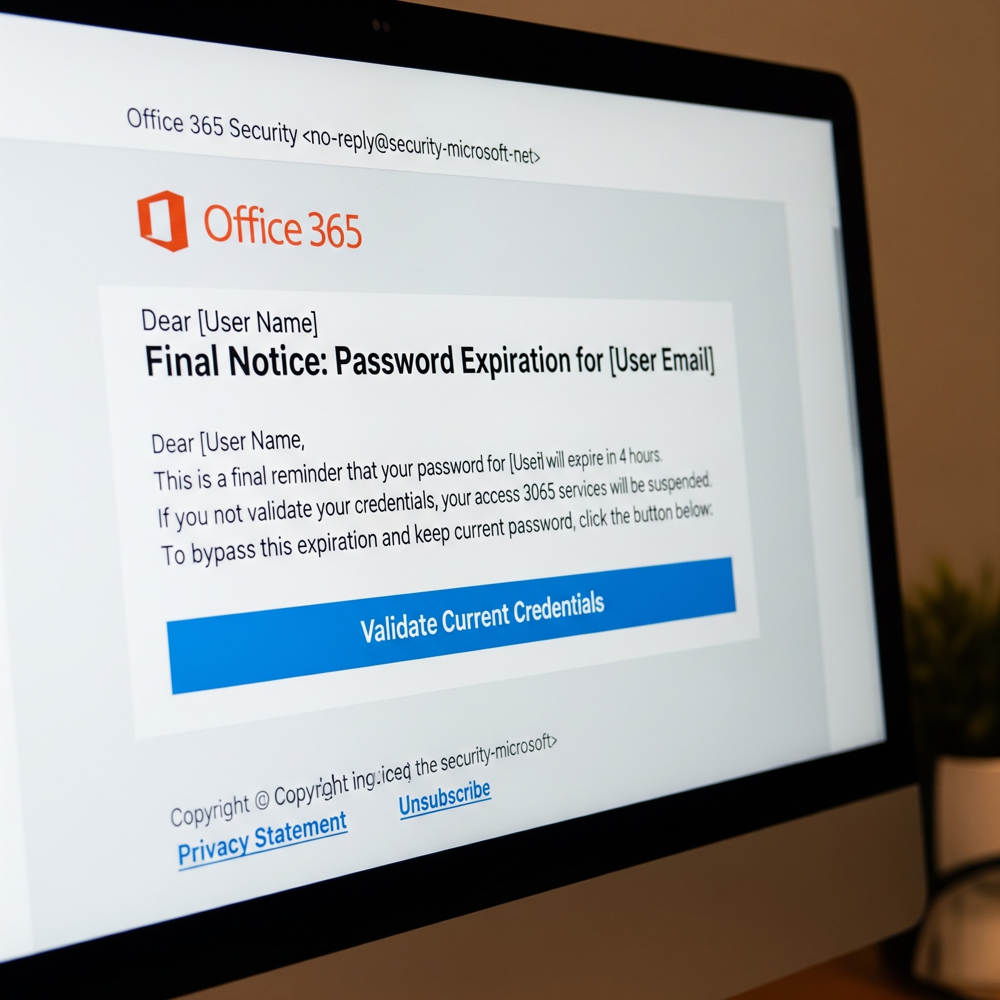 Office 365 Security <no-reply@security-microsoft-net>
Office 365
Dear [User Name]
Final Notice: Password Expiration for [User Email]
Dear [User Name,
This is a final reminder that your password for will expire in 4 hours.
If you not validate your credentials, your access 3065 services will be suspended.
To bypass this expiration and keep current password, click the button below:
Validate Current Credentials
Copyright @ Copyright the security-microsoft>
Privacy Statement
Unsubscribe